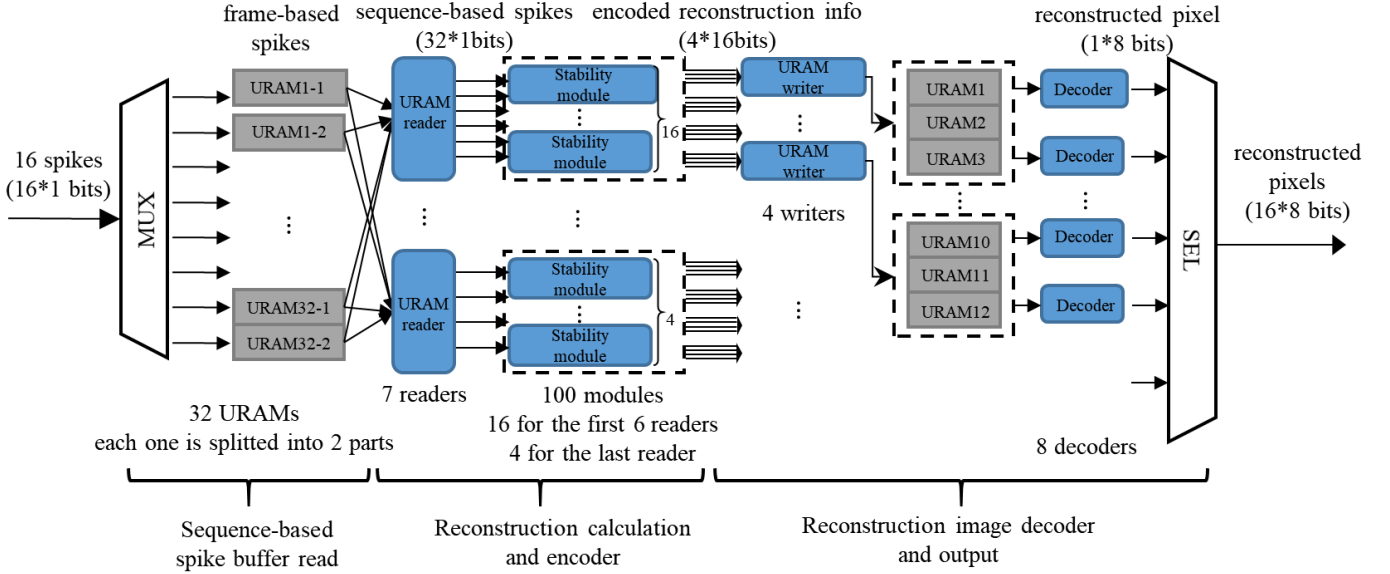 frame-based
spikes
sequence-based spikes
(32*1bits)
encoded reconstruction info
(4*16bits)
reconstructed pixel
(1*8 bits)
16 spikes
(16*1 bits)
MUX
URAM1-1
URAM1-2
...
URAM32-1
URAM32-2
URAM
reader
...
URAM
reader
Stability
module
...
Stability
module
16
...
Stability
module
...
Stability
module
4
URAM
writer
...
URAM
writer
4 writers
...
URAM1
URAM2
URAM3
...
URAM10
URAM11
URAM12
Decoder
Decoder
...
Decoder
Decoder
SEL
reconstructed
pixels
(16*8 bits)
32 URAMs
each one is splitted into 2 parts
7 readers
100 modules
16 for the first 6 readers
4 for the last reader
8 decoders
Sequence-based
spike buffer read
Reconstruction calculation
and encoder
Reconstruction image decoder
and output